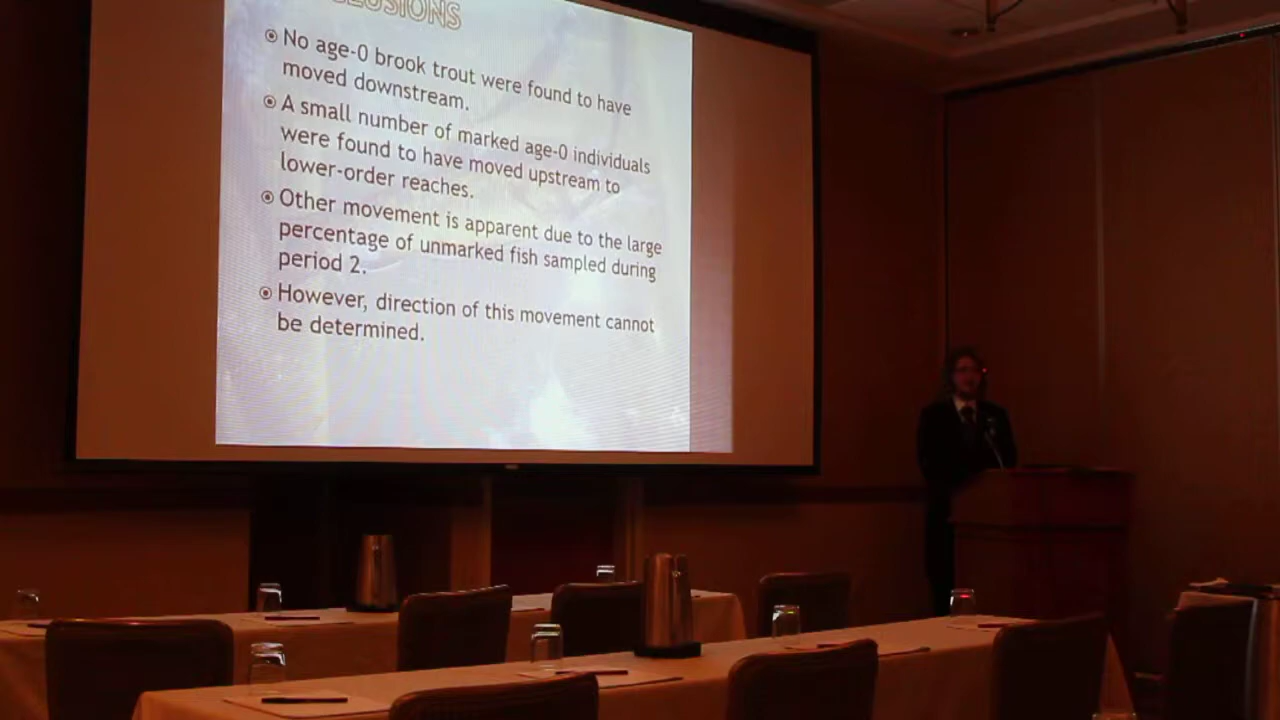 ◉ No age-0 brook trout were found to have
moved downstream.
◉ A small number of marked age-0 individuals
were found to have moved upstream to
lower-order reaches.
◉ Other movement is apparent due to the large
percentage of unmarked fish sampled during
period 2.
◉ However, direction of this movement cannot
be determined.